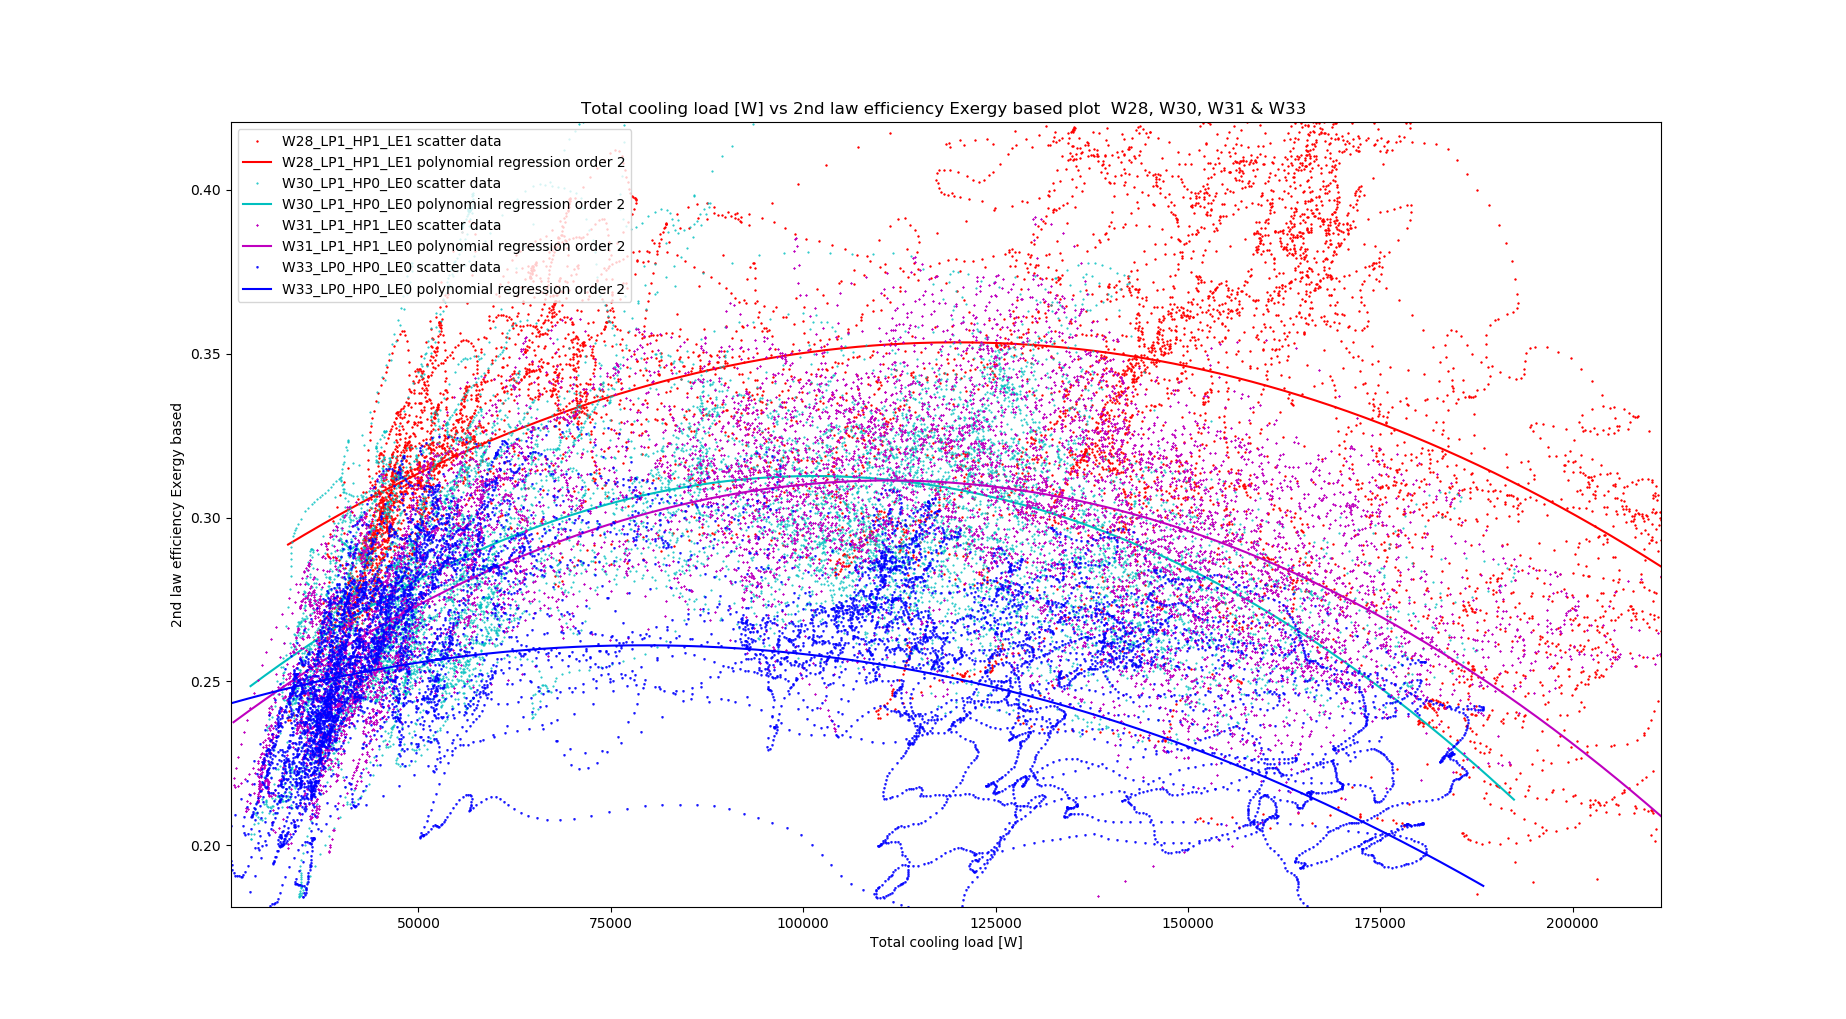 Total cooling load [W] vs 2nd law efficiency Exergy based plot  W28, W30, W31 & W33
W28_LP1_HP1_LE1 scatter data
W28_LP1_HP1_LE1 polynomial regression order 2
W30_LP1_HP0_LE0 scatter data
W30_LP1_HP0_LE0 polynomial regression order 2
W31_LP1_HP1_LE0 scatter data
W31_LP1_HP1_LE0 polynomial regression order 2
W33_LP0_HP0_LE0 scatter data
W33_LP0_HP0_LE0 polynomial regression order 2
2nd law efficiency Exergy based
0.40
0.35
0.30
0.25
0.20
50000 75000 100000 125000 150000 175000 200000
Total cooling load [W]